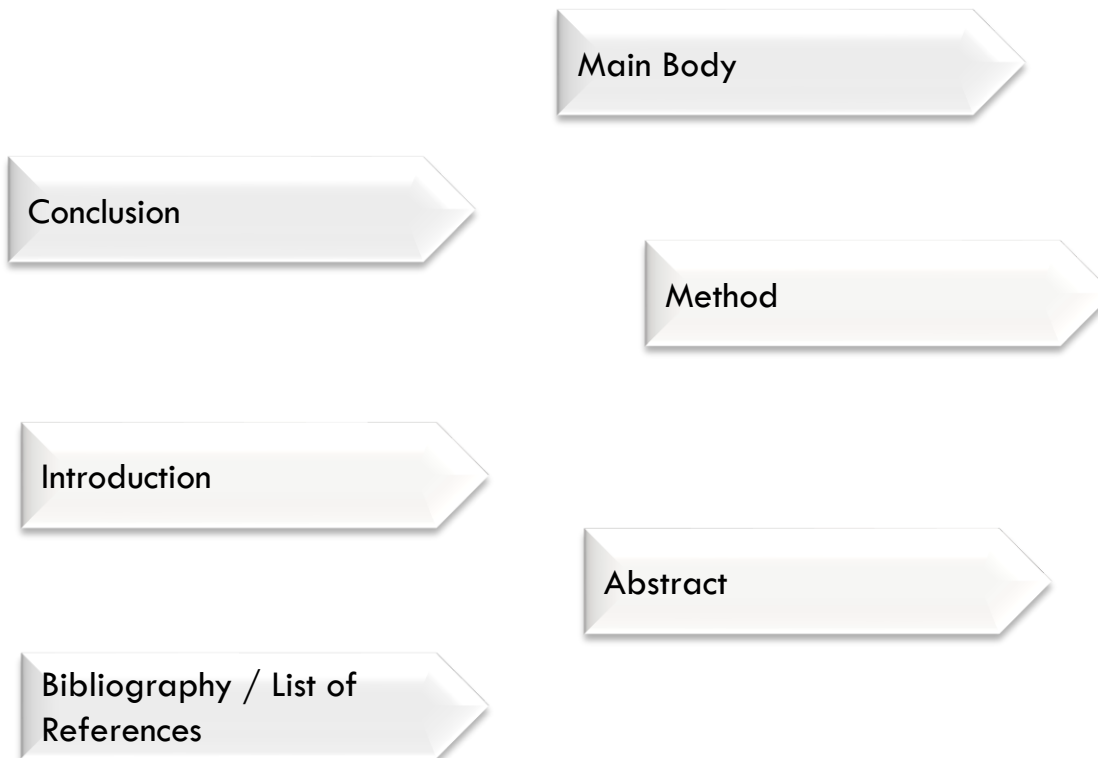 Main Body
Conclusion
Method
Introduction
Abstract
Bibliography / List of
References